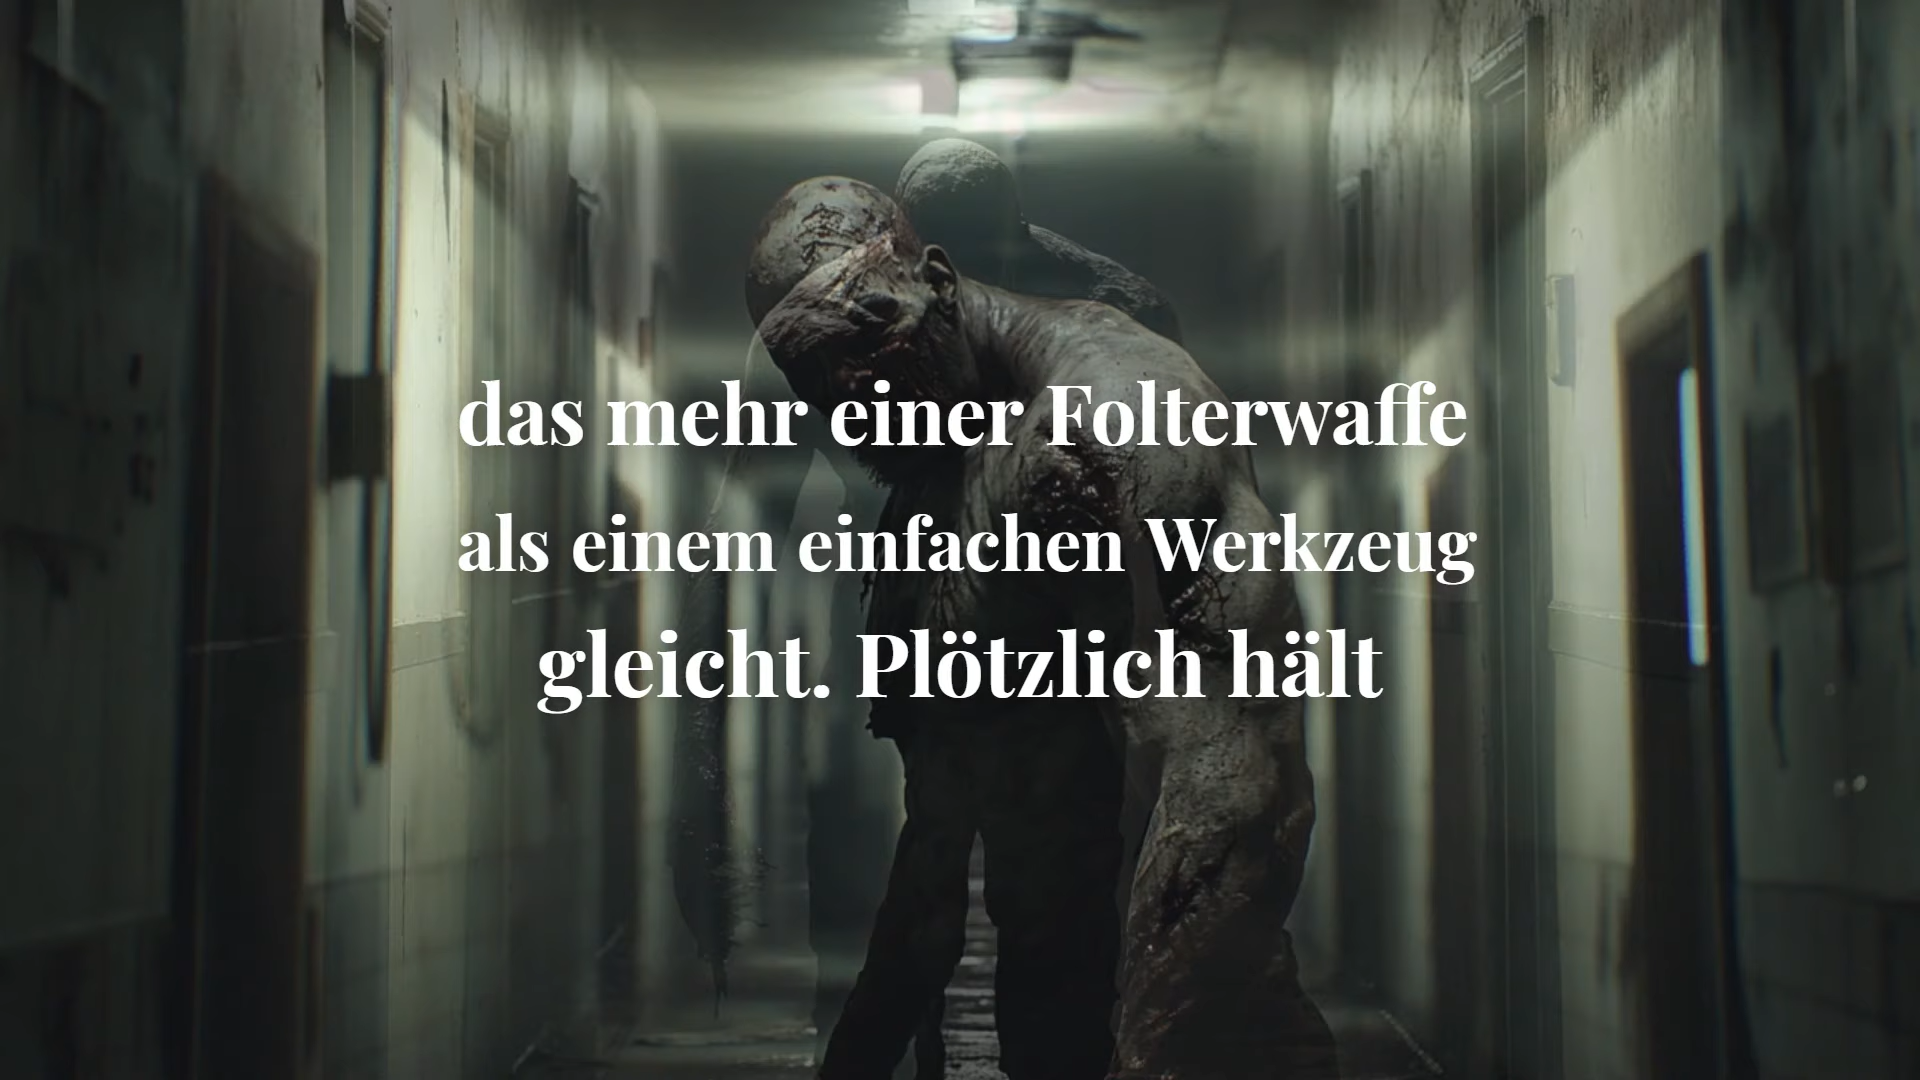 das mehr einer Folterwaffe
als einem einfachen Werkzeug
gleicht. Plötzlich hält